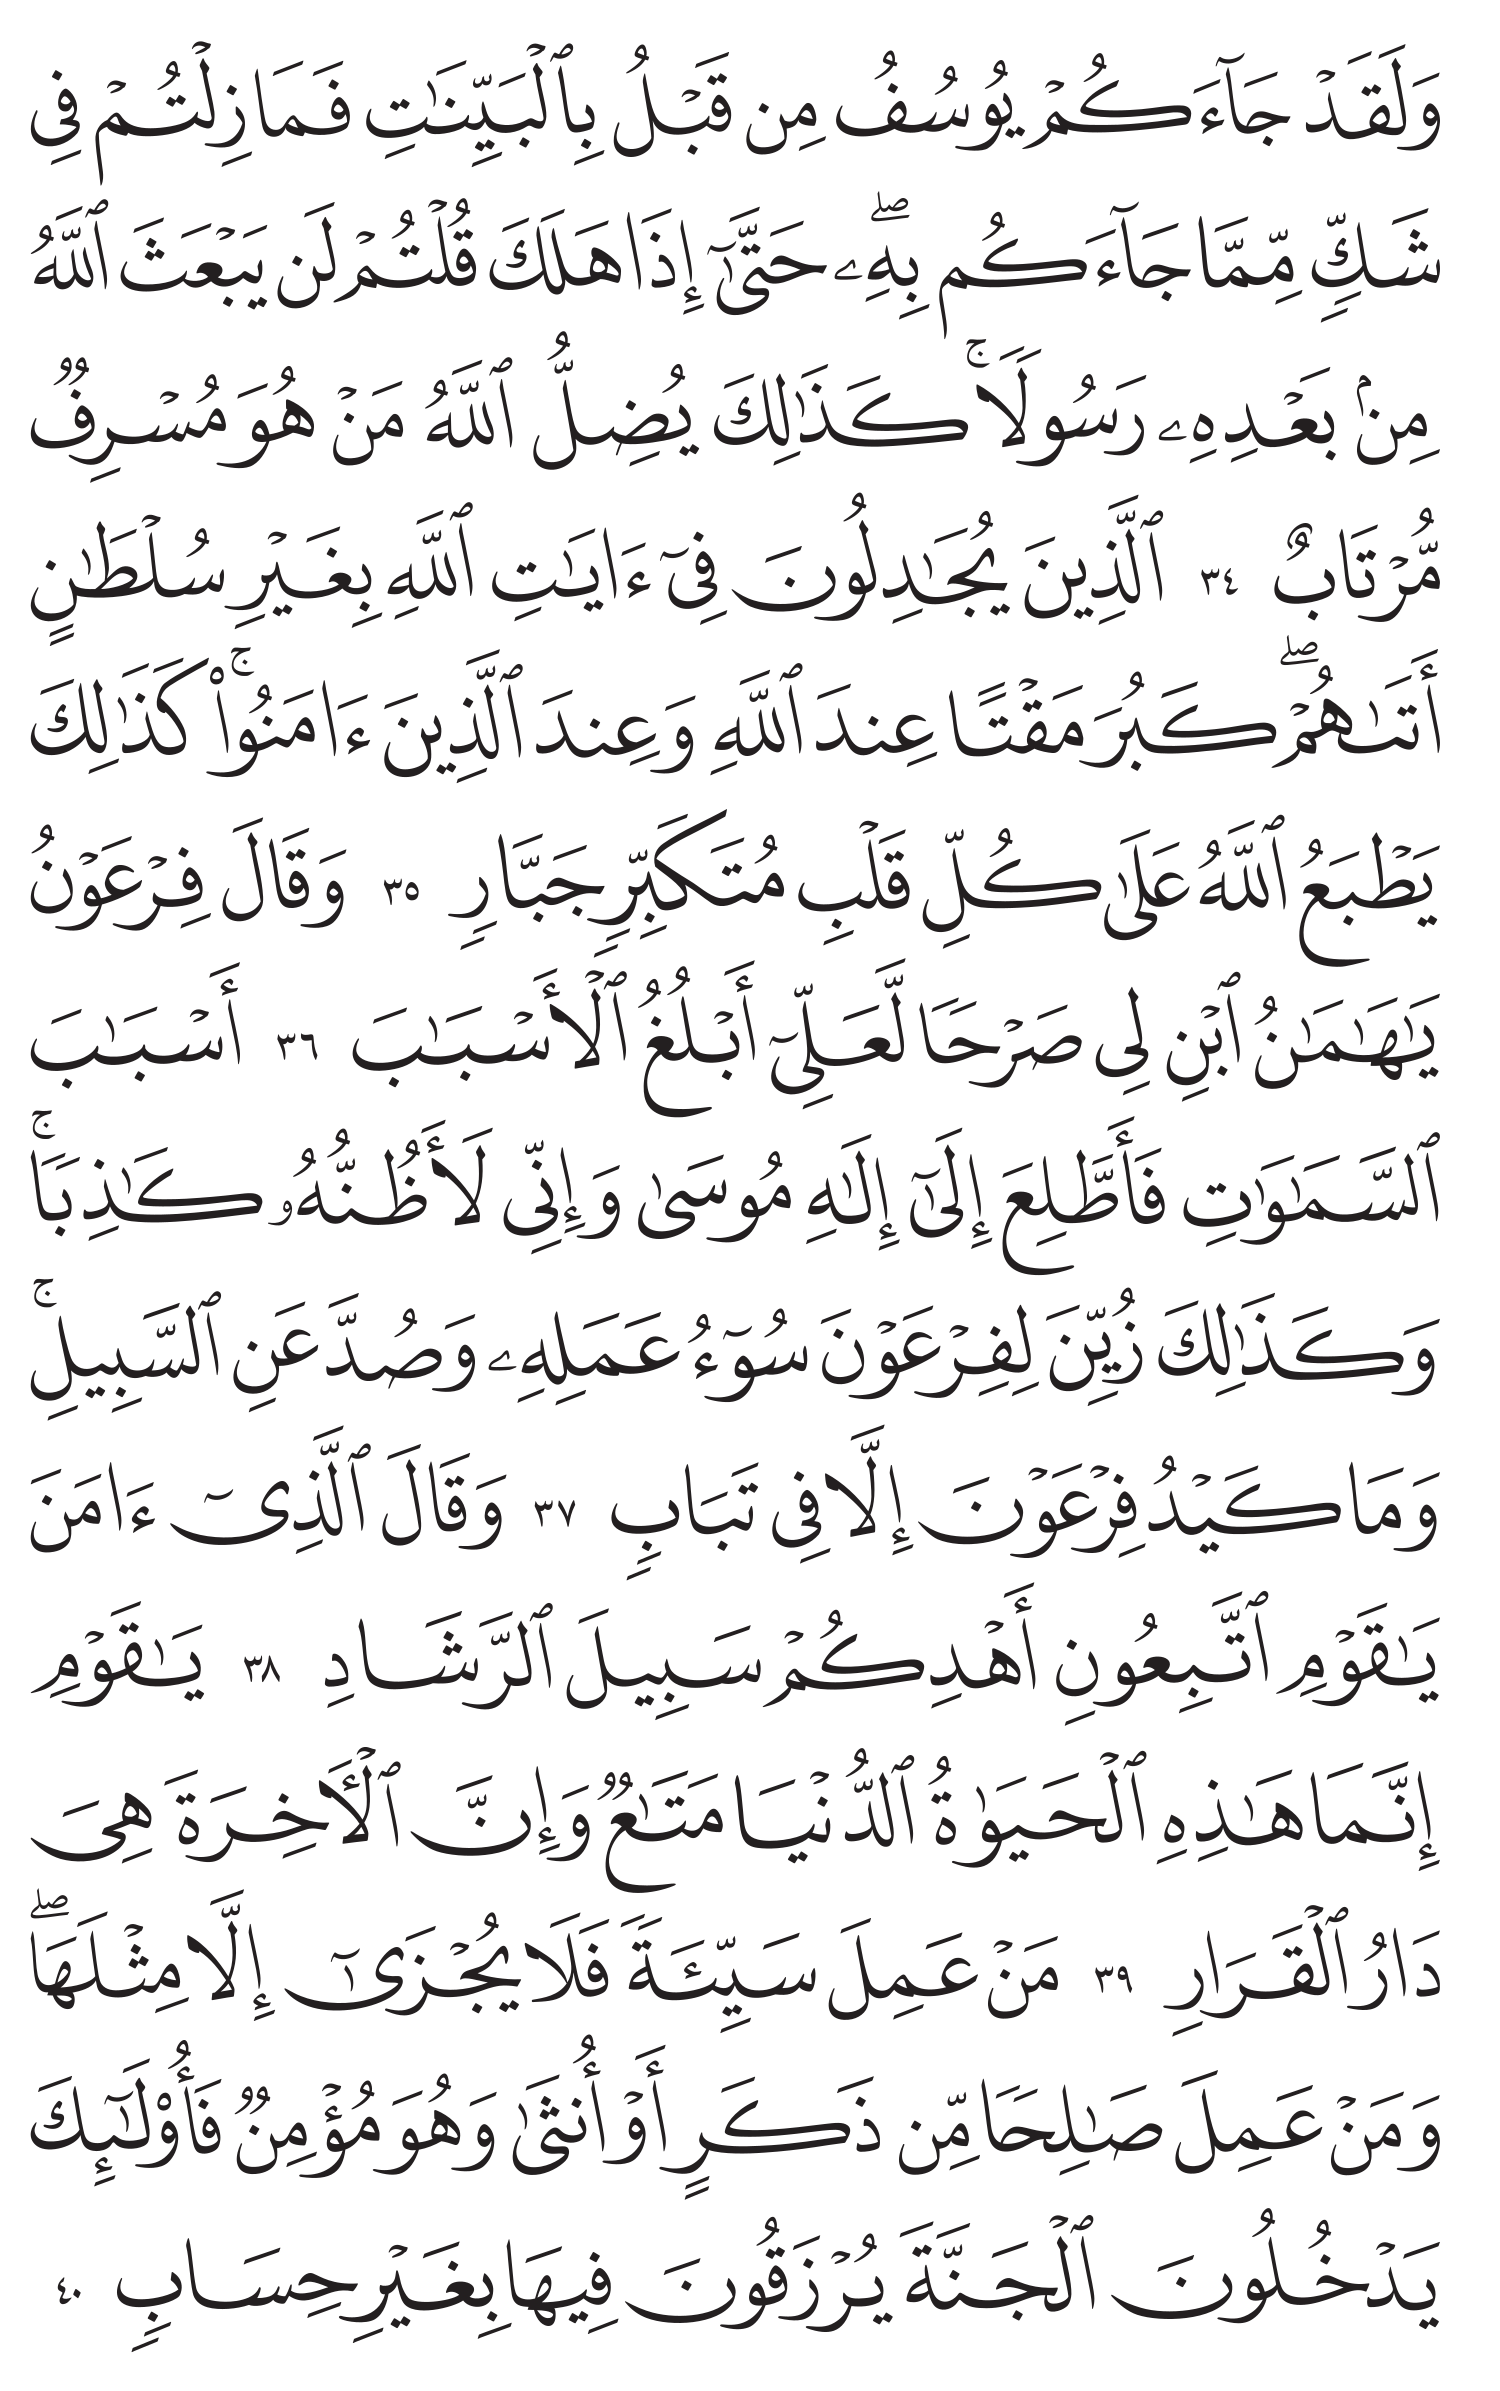 وَلَقَدۡ جَآءَكُمۡ يُوسُفُ مِن قَبۡلُ بِٱلۡبَيِّنَٰتِ فَمَا زِلۡتُمۡ فِي
شَكّٖ مِّمَّا جَآءَكُم بِهِۦۖ حَتَّىٰٓ إِذَا هَلَكَ قُلۡتُمۡ لَن يَبۡعَثَ ٱللَّهُ
مِنۢ بَعۡدِهِۦ رَسُولٗاۚ كَذَٰلِكَ يُضِلُّ ٱللَّهُ مَنۡ هُوَ مُسۡرِفٞ
مُّرۡتَابٌ ٣٤ ٱلَّذِينَ يُجَٰدِلُونَ فِيٓ ءَايَٰتِ ٱللَّهِ بِغَيۡرِ سُلۡطَٰنٍ
أَتَىٰهُمۡۖ كَبُرَ مَقۡتًا عِندَ ٱللَّهِ وَعِندَ ٱلَّذِينَ ءَامَنُواْۚ كَذَٰلِكَ
يَطۡبَعُ ٱللَّهُ عَلَىٰ كُلِّ قَلۡبِ مُتَكَبِّرٖ جَبَّارٖ ٣٥ وَقَالَ فِرۡعَوۡنُ
يَٰهَٰمَٰنُ ٱبۡنِ لِي صَرۡحٗا لَّعَلِّيٓ أَبۡلُغُ ٱلۡأَسۡبَٰبَ ٣٦ أَسۡبَٰبَ
ٱلسَّمَٰوَٰتِ فَأَطَّلِعَ إِلَىٰٓ إِلَٰهِ مُوسَىٰ وَإِنِّي لَأَظُنُّهُۥ كَٰذِبٗاۚ
وَكَذَٰلِكَ زُيِّنَ لِفِرۡعَوۡنَ سُوٓءُ عَمَلِهِۦ وَصُدَّ عَنِ ٱلسَّبِيلِۚ
وَمَا كَيۡدُ فِرۡعَوۡنَ إِلَّا فِي تَبَابٖ ٣٧ وَقَالَ ٱلَّذِيٓ ءَامَنَ
يَٰقَوۡمِ ٱتَّبِعُونِ أَهۡدِكُمۡ سَبِيلَ ٱلرَّشَادِ ٣٨ يَٰقَوۡمِ
إِنَّمَا هَٰذِهِ ٱلۡحَيَوٰةُ ٱلدُّنۡيَا مَتَٰعٞ وَإِنَّ ٱلۡأٓخِرَةَ هِيَ
دَارُ ٱلۡقَرَارِ ٣٩ مَنۡ عَمِلَ سَيِّئَةٗ فَلَا يُجۡزَىٰٓ إِلَّا مِثۡلَهَاۖ
وَمَنۡ عَمِلَ صَٰلِحٗا مِّن ذَكَرٍ أَوۡ أُنثَىٰ وَهُوَ مُؤۡمِنٞ فَأُوْلَٰٓئِكَ
يَدۡخُلُونَ ٱلۡجَنَّةَ يُرۡزَقُونَ فِيهَا بِغَيۡرِ حِسَابٖ ٤٠